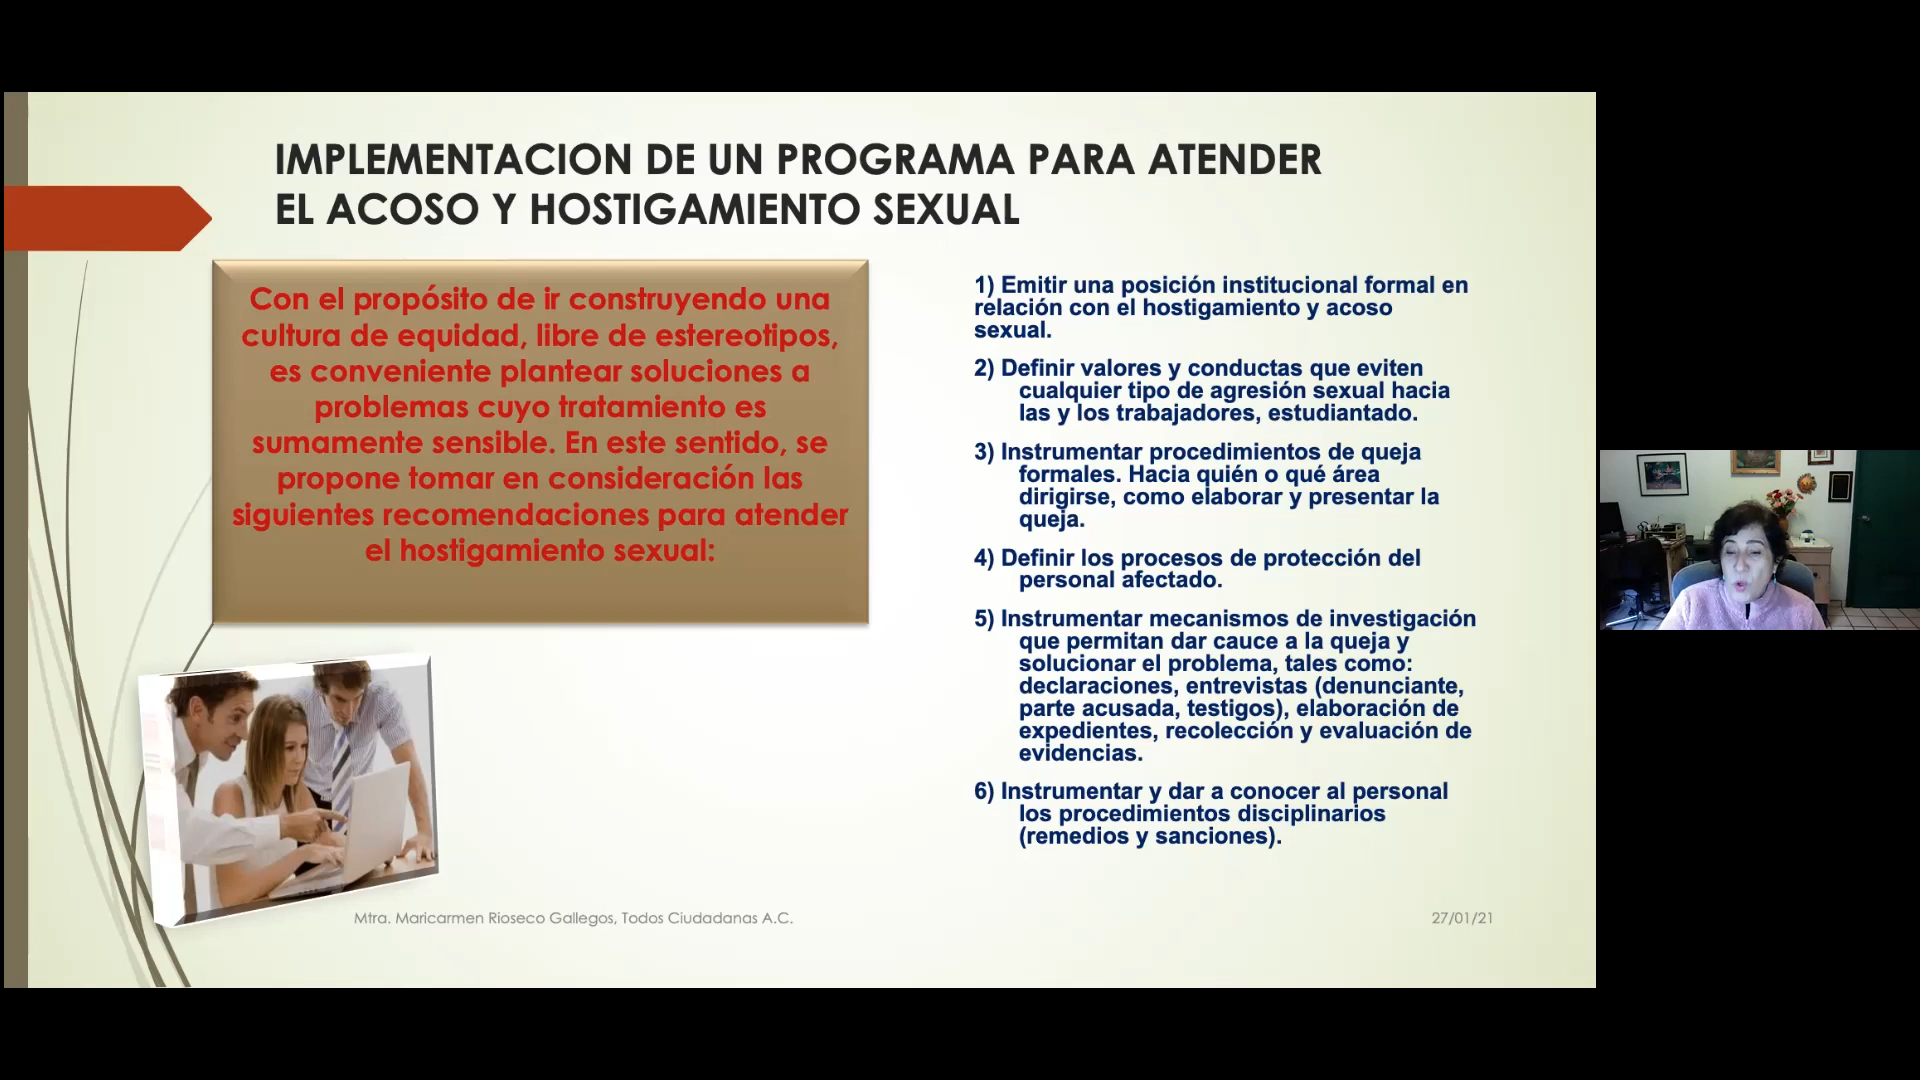 IMPLEMENTACION DE UN PROGRAMA PARA ATENDER
EL ACOSO Y HOSTIGAMIENTO SEXUAL
Con el propósito de ir construyendo una
cultura de equidad, libre de estereotipos,
es conveniente plantear soluciones a
problemas cuyo tratamiento es
sumamente sensible. En este sentido, se
propone tomar en consideración las
siguientes recomendaciones para atender
el hostigamiento sexual:
1) Emitir una posición institucional formal en
relación con el hostigamiento y acoso
sexual.
2) Definir valores y conductas que eviten
cualquier tipo de agresión sexual hacia
las y los trabajadores, estudiantado.
3) Instrumentar procedimientos de queja
formales. Hacia quién o qué área
dirigirse, como elaborar y presentar la
queja.
4) Definir los procesos de protección del
personal afectado.
5) Instrumentar mecanismos de investigación
que permitan dar cauce a la queja y
solucionar el problema, tales como:
declaraciones, entrevistas (denunciante,
parte acusada, testigos), elaboración de
expedientes, recolección y evaluación de
evidencias.
6) Instrumentar y dar a conocer al personal
los procedimientos disciplinarios
(remedios y sanciones).
Mtra. Maricarmen Rioseco Gallegos, Todos Ciudadanas A.C.
27/01/21